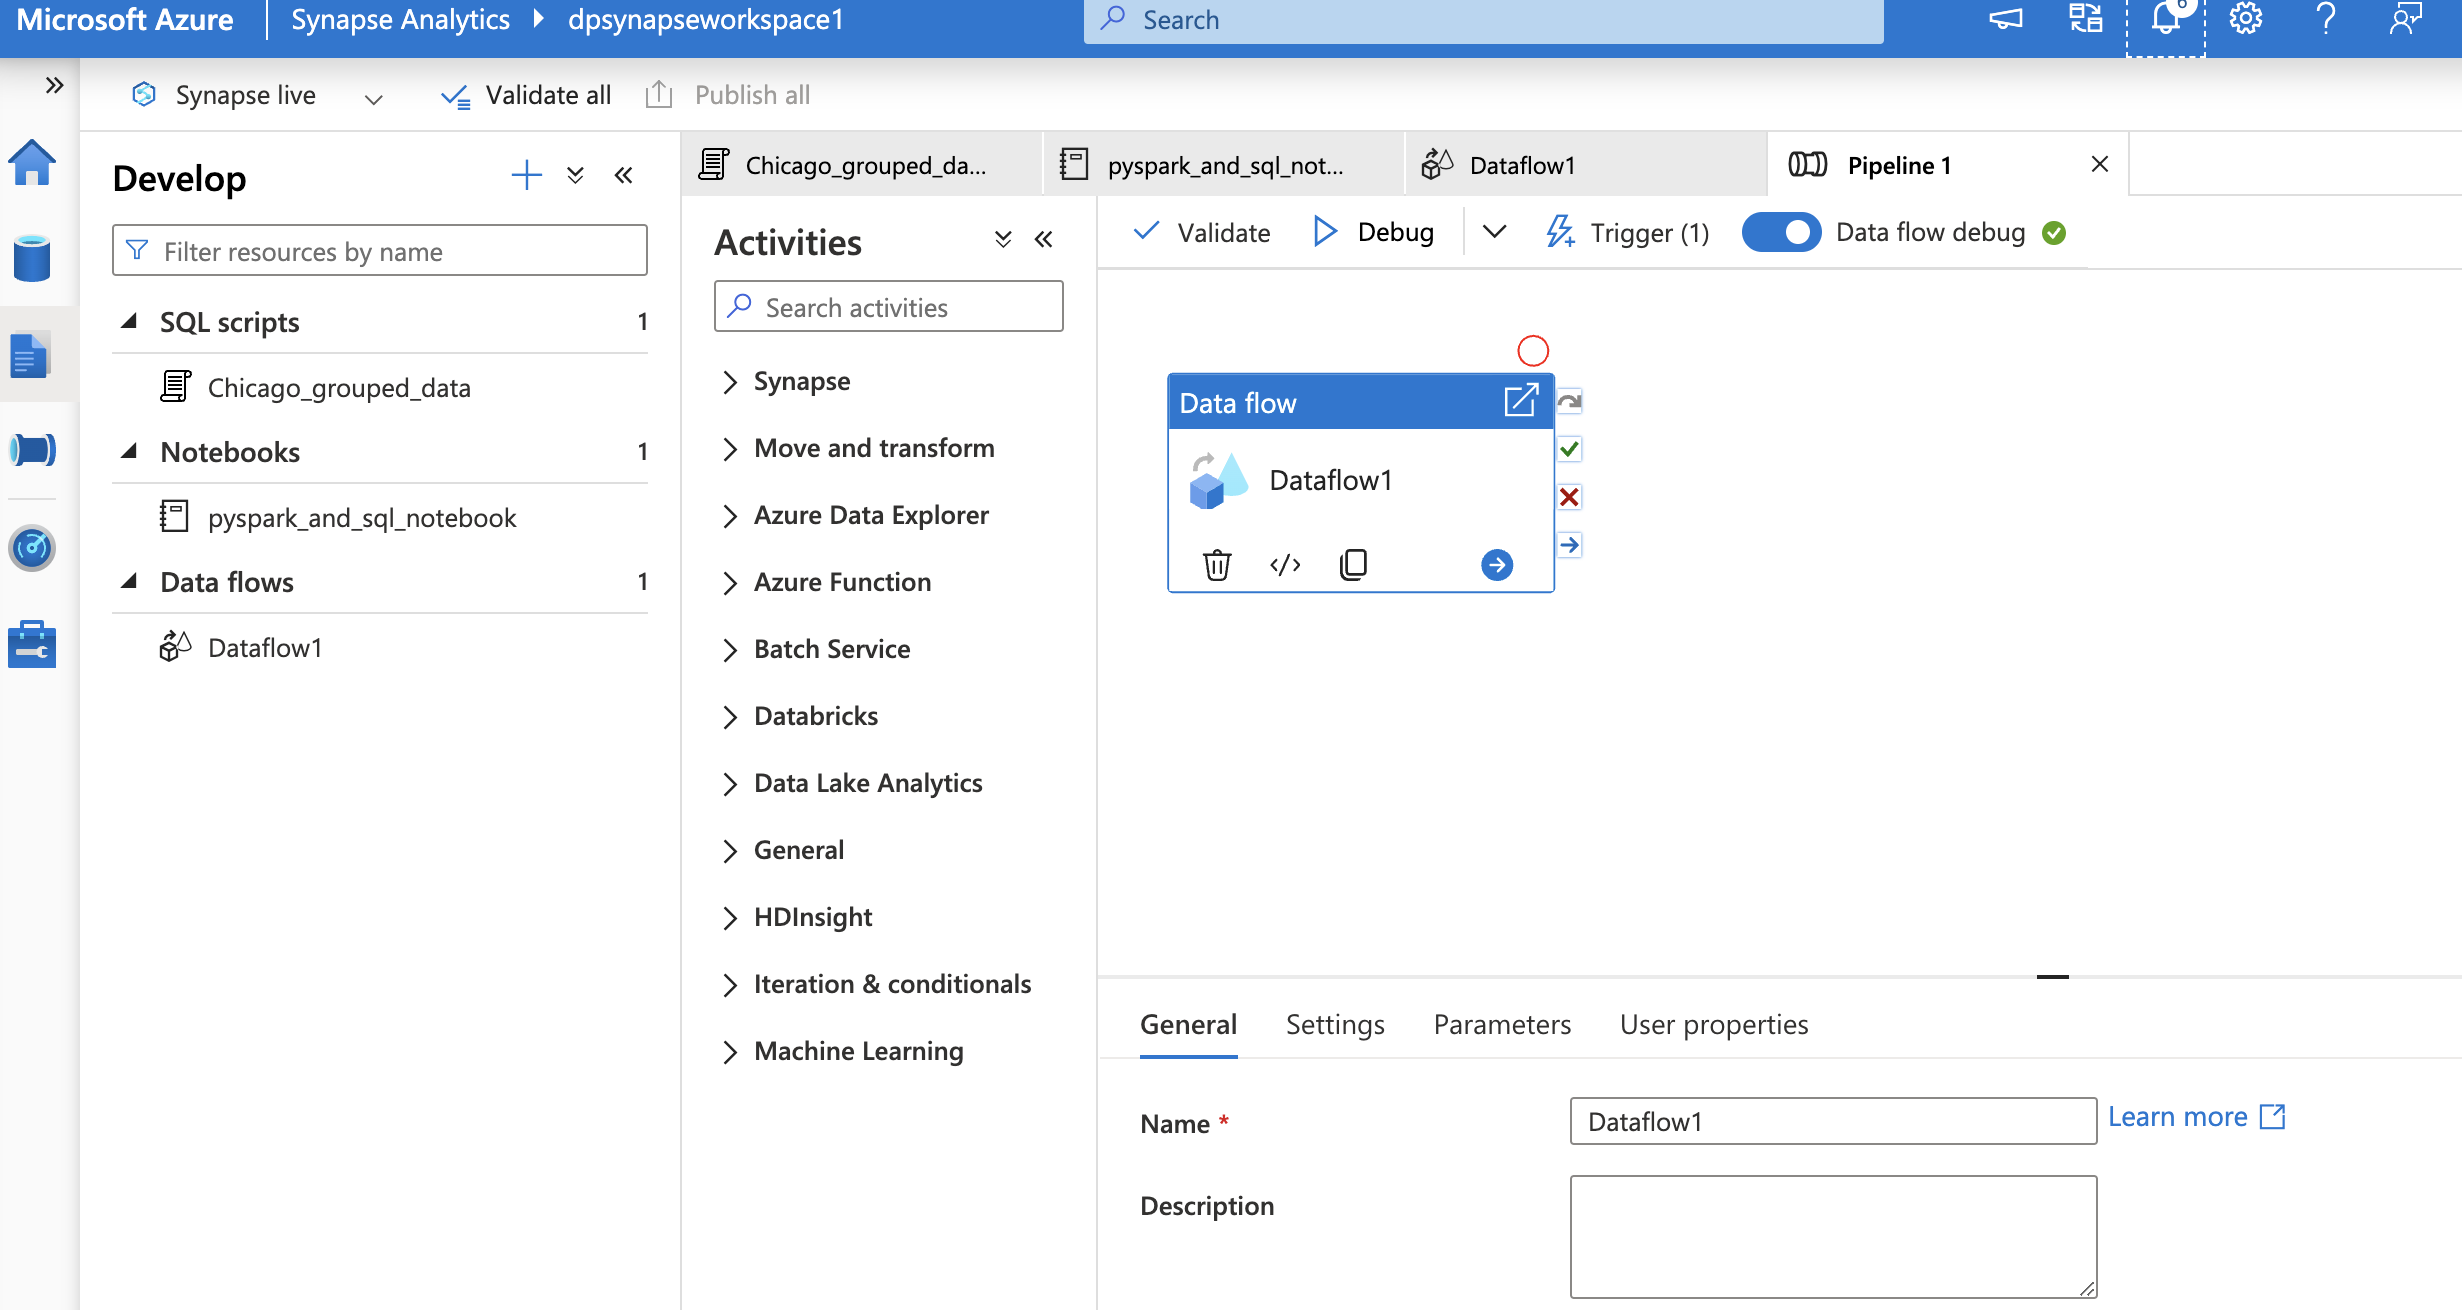 Microsoft Azure Synapse Analytics dpsynapseworkspace1 Search
Synapse live Validate all Publish all
Develop
Filter resources by name
SQL scripts 1
Chicago_grouped_data
Notebooks 1
pyspark_and_sql_notebook
Data flows 1
Dataflow1
Chicago_grouped_da... pyspark_and_sql_not... Dataflow1 Pipeline 1
Activities
Search activities
Synapse
Move and transform
Azure Data Explorer
Azure Function
Batch Service
Databricks
Data Lake Analytics
General
HDInsight
Iteration & conditionals
Machine Learning
Validate Debug Trigger (1) Data flow debug
Data flow
Dataflow1
General Settings Parameters User properties
Name * Dataflow1 Learn more
Description